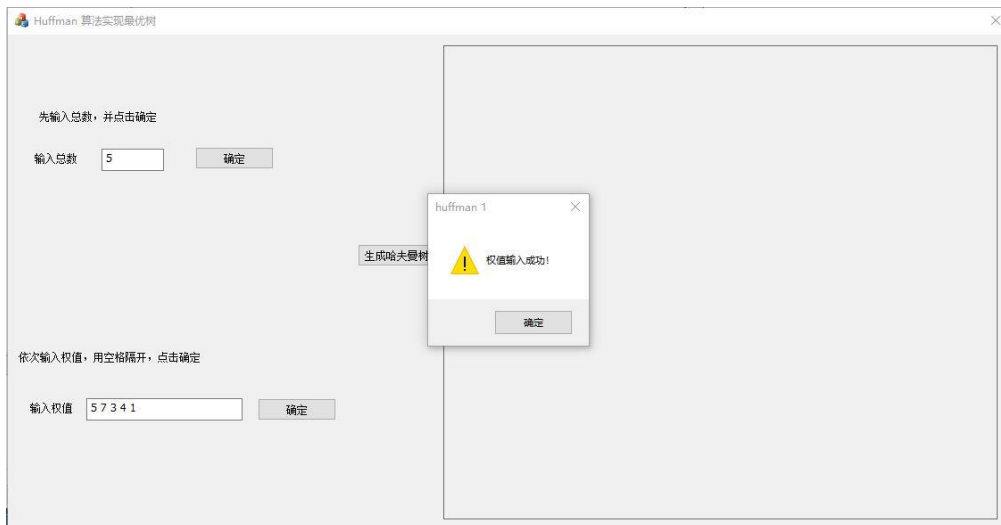 Huffman 算法实现最优树
先输入总数，并点击确定
输入总数 5 确定
huffman 1
权值输入成功!
生成哈夫曼树
确定
依次输入权值，用空格隔开，点击确定
输入权值 5 7 3 4 1 确定